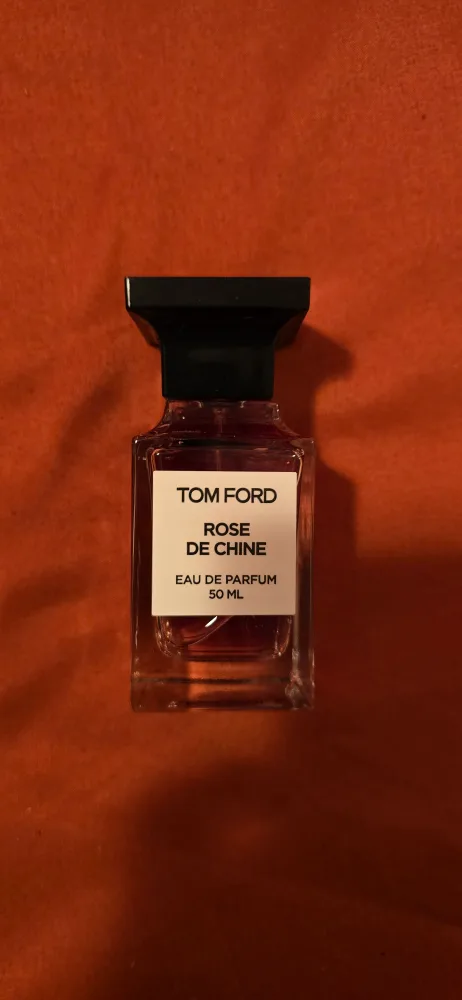 TOM FORD
ROSE
DE CHINE
EAU DE PARFUM
50 ML